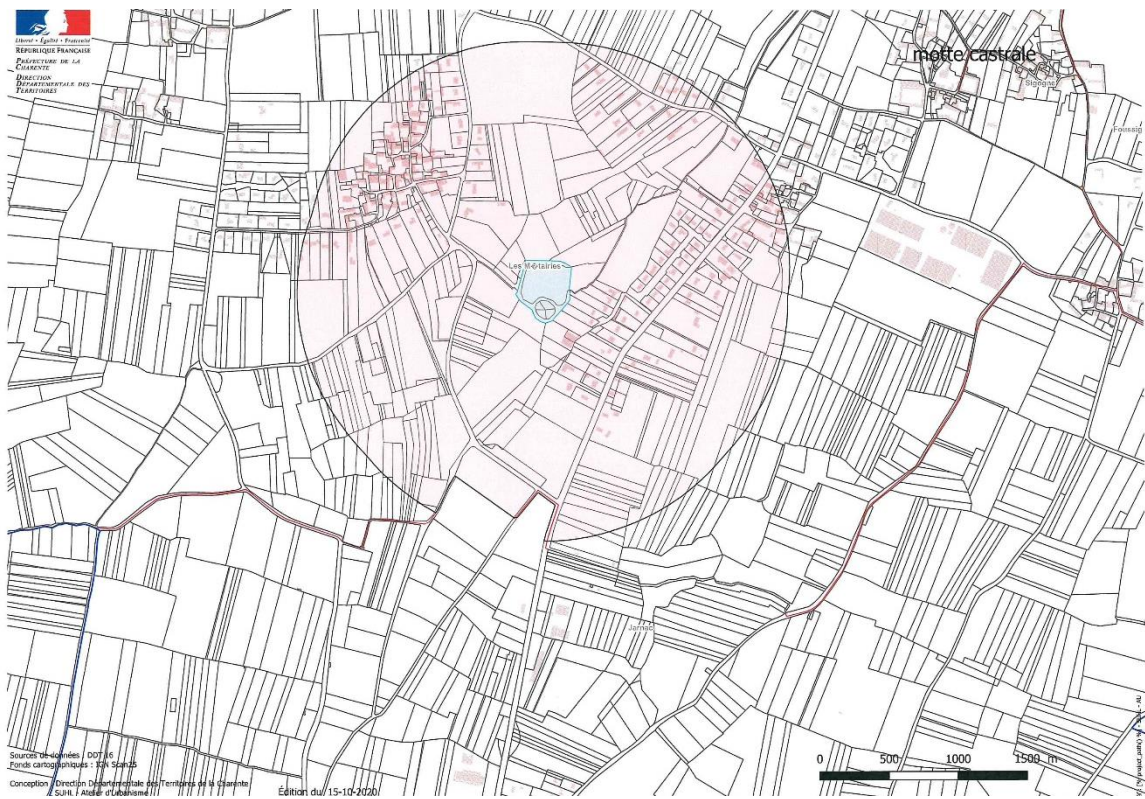 Liberté • Égalité • Fraternité
RÉPUBLIQUE FRANÇAISE
PRÉFECTURE DE LA
CHARENTE
DIRECTION
DÉPARTEMENTALE DES
TERRITOIRES
motte castrale
Sigogne
Les Métairies
Jarnac
0 500 1000 1500 m
Sources de données : DDT 16
Fonds cartographiques : IGN Scan25
Conception : Direction Départementale des Territoires de la Charente
SUHL - Atelier d'Urbanisme
Édition du 15-10-2020